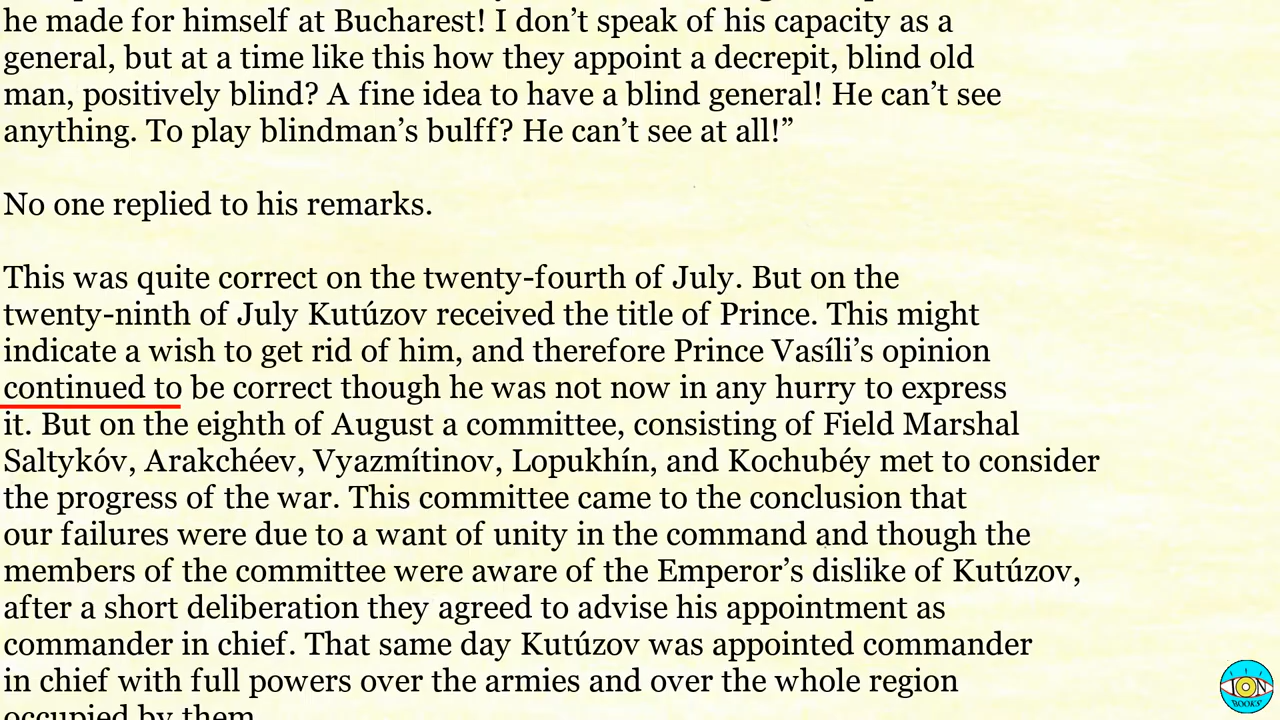 he made for himself at Bucharest! I don’t speak of his capacity as a
general, but at a time like this how they appoint a decrepit, blind old
man, positively blind? A fine idea to have a blind general! He can’t see
anything. To play blindman’s bulff? He can’t see at all!”
No one replied to his remarks.
This was quite correct on the twenty-fourth of July. But on the
twenty-ninth of July Kutúzov received the title of Prince. This might
indicate a wish to get rid of him, and therefore Prince Vasíli’s opinion
continued to be correct though he was not now in any hurry to express
it. But on the eighth of August a committee, consisting of Field Marshal
Saltykóv, Arakchéev, Vyazmítinov, Lopukhín, and Kochubéy met to consider
the progress of the war. This committee came to the conclusion that
our failures were due to a want of unity in the command and though the
members of the committee were aware of the Emperor’s dislike of Kutúzov,
after a short deliberation they agreed to advise his appointment as
commander in chief. That same day Kutúzov was appointed commander
in chief with full powers over the armies and over the whole region
occupied by them
ION
BOOKS